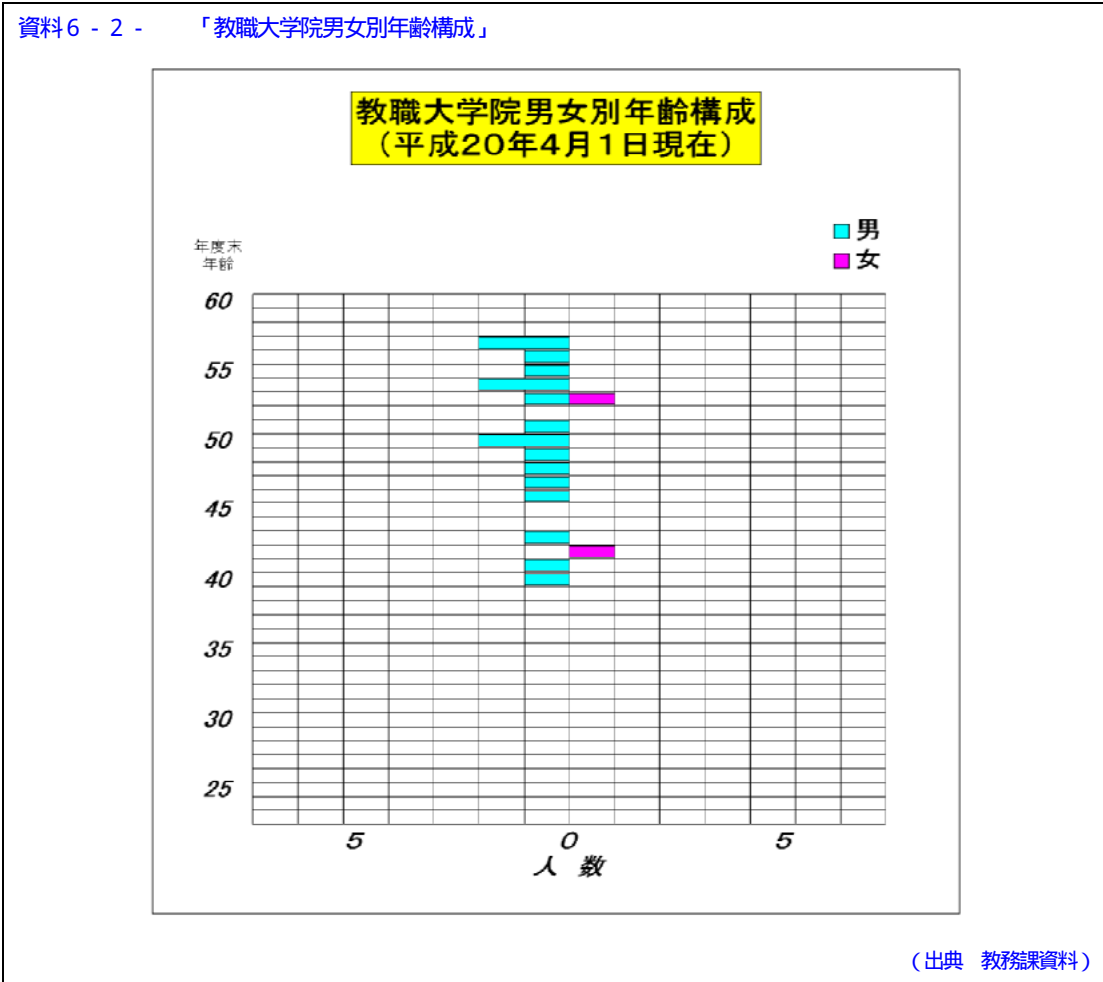 資料6-2-　　「教職大学院男女別年齢構成」
教職大学院男女別年齢構成
（平成20年4月1日現在）
男
女
年度末
年齢
60
55
50
45
40
35
30
25
5 0 5
人 数
(出典 教務課資料)